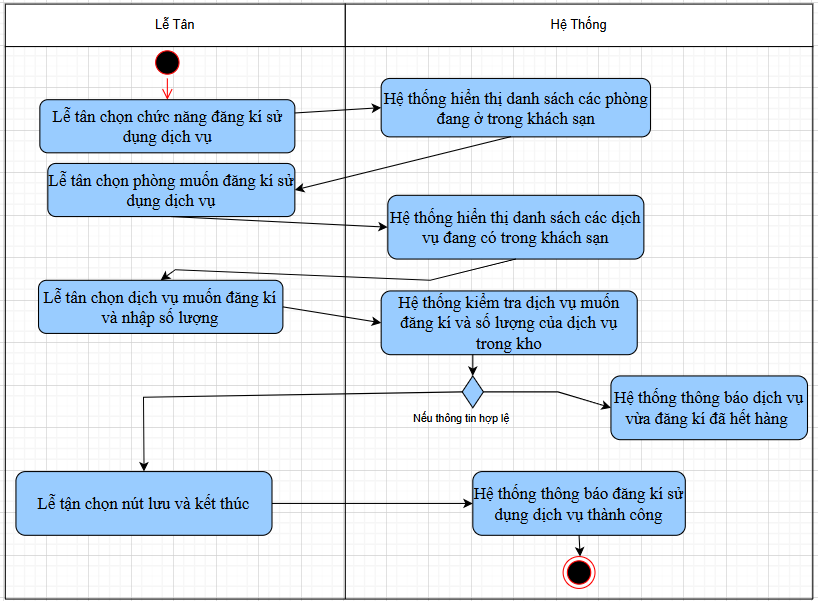 Lễ Tân
Hệ Thống
Lễ tân chọn chức năng đăng kí sử
dụng dịch vụ
Hệ thống hiển thị danh sách các phòng
đang ở trong khách sạn
Lễ tân chọn phòng muốn đăng kí sử
dụng dịch vụ
Hệ thống hiển thị danh sách các dịch
vụ đang có trong khách sạn
Lễ tân chọn dịch vụ muốn đăng kí
và nhập số lượng
Hệ thống kiểm tra dịch vụ muốn
đăng kí và số lượng của dịch vụ
trong kho
Nếu thông tin hợp lệ
Hệ thống thông báo dịch vụ
vừa đăng kí đã hết hàng
Lễ tận chọn nút lưu và kết thúc
Hệ thống thông báo đăng kí sử
dụng dịch vụ thành công